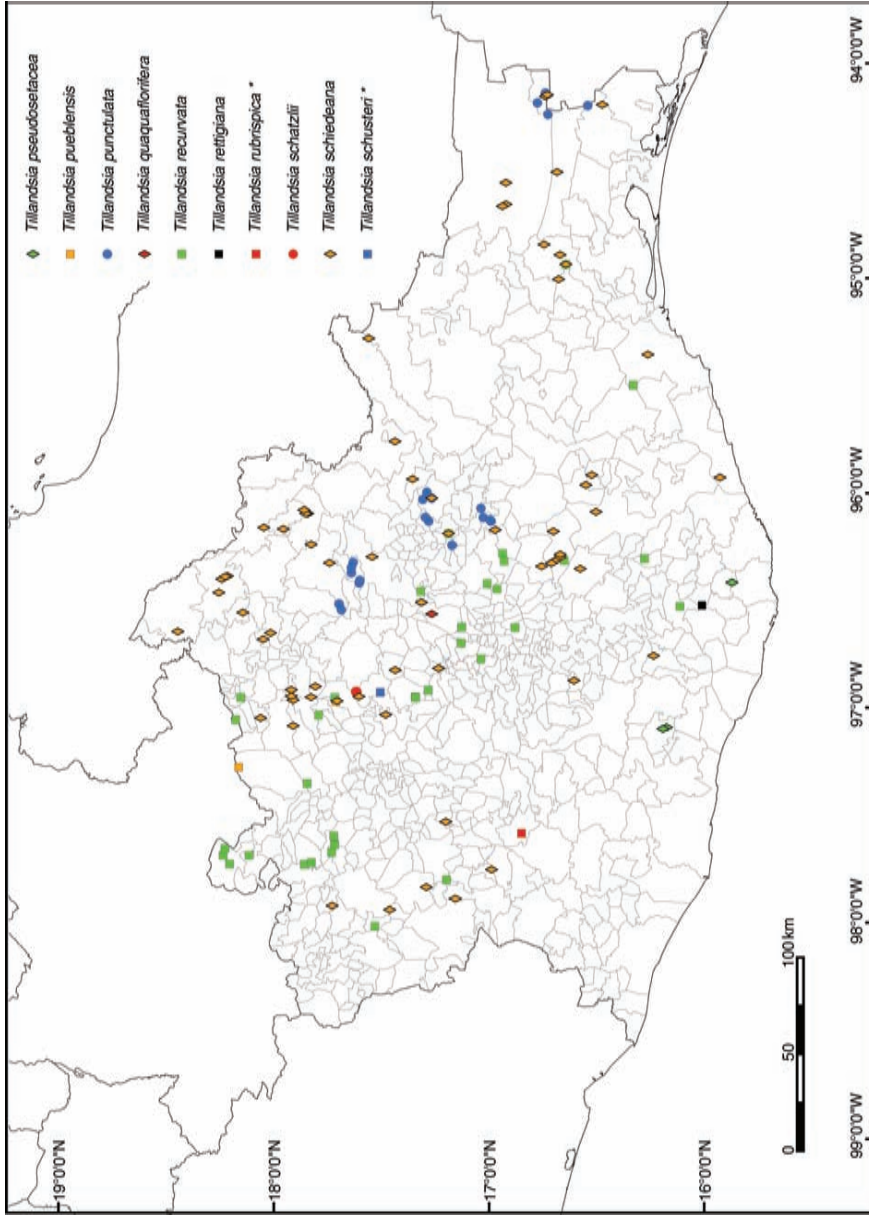 Tillandsia pseudosetacea
Tillandsia pueblensis
Tillandsia punctulata
Tillandsia quaquaflorifera
Tillandsia recurvata
Tillandsia rettigiana
Tillandsia rubrispica *
Tillandsia schatzlii
Tillandsia schiedeana
Tillandsia schusteri *
19°0'0"N
18°0'0"N
17°0'0"N
16°0'0"N
0 50 100 km
99°0'0"W 98°0'0"W 97°0'0"W 96°0'0"W 95°0'0"W 94°0'0"W